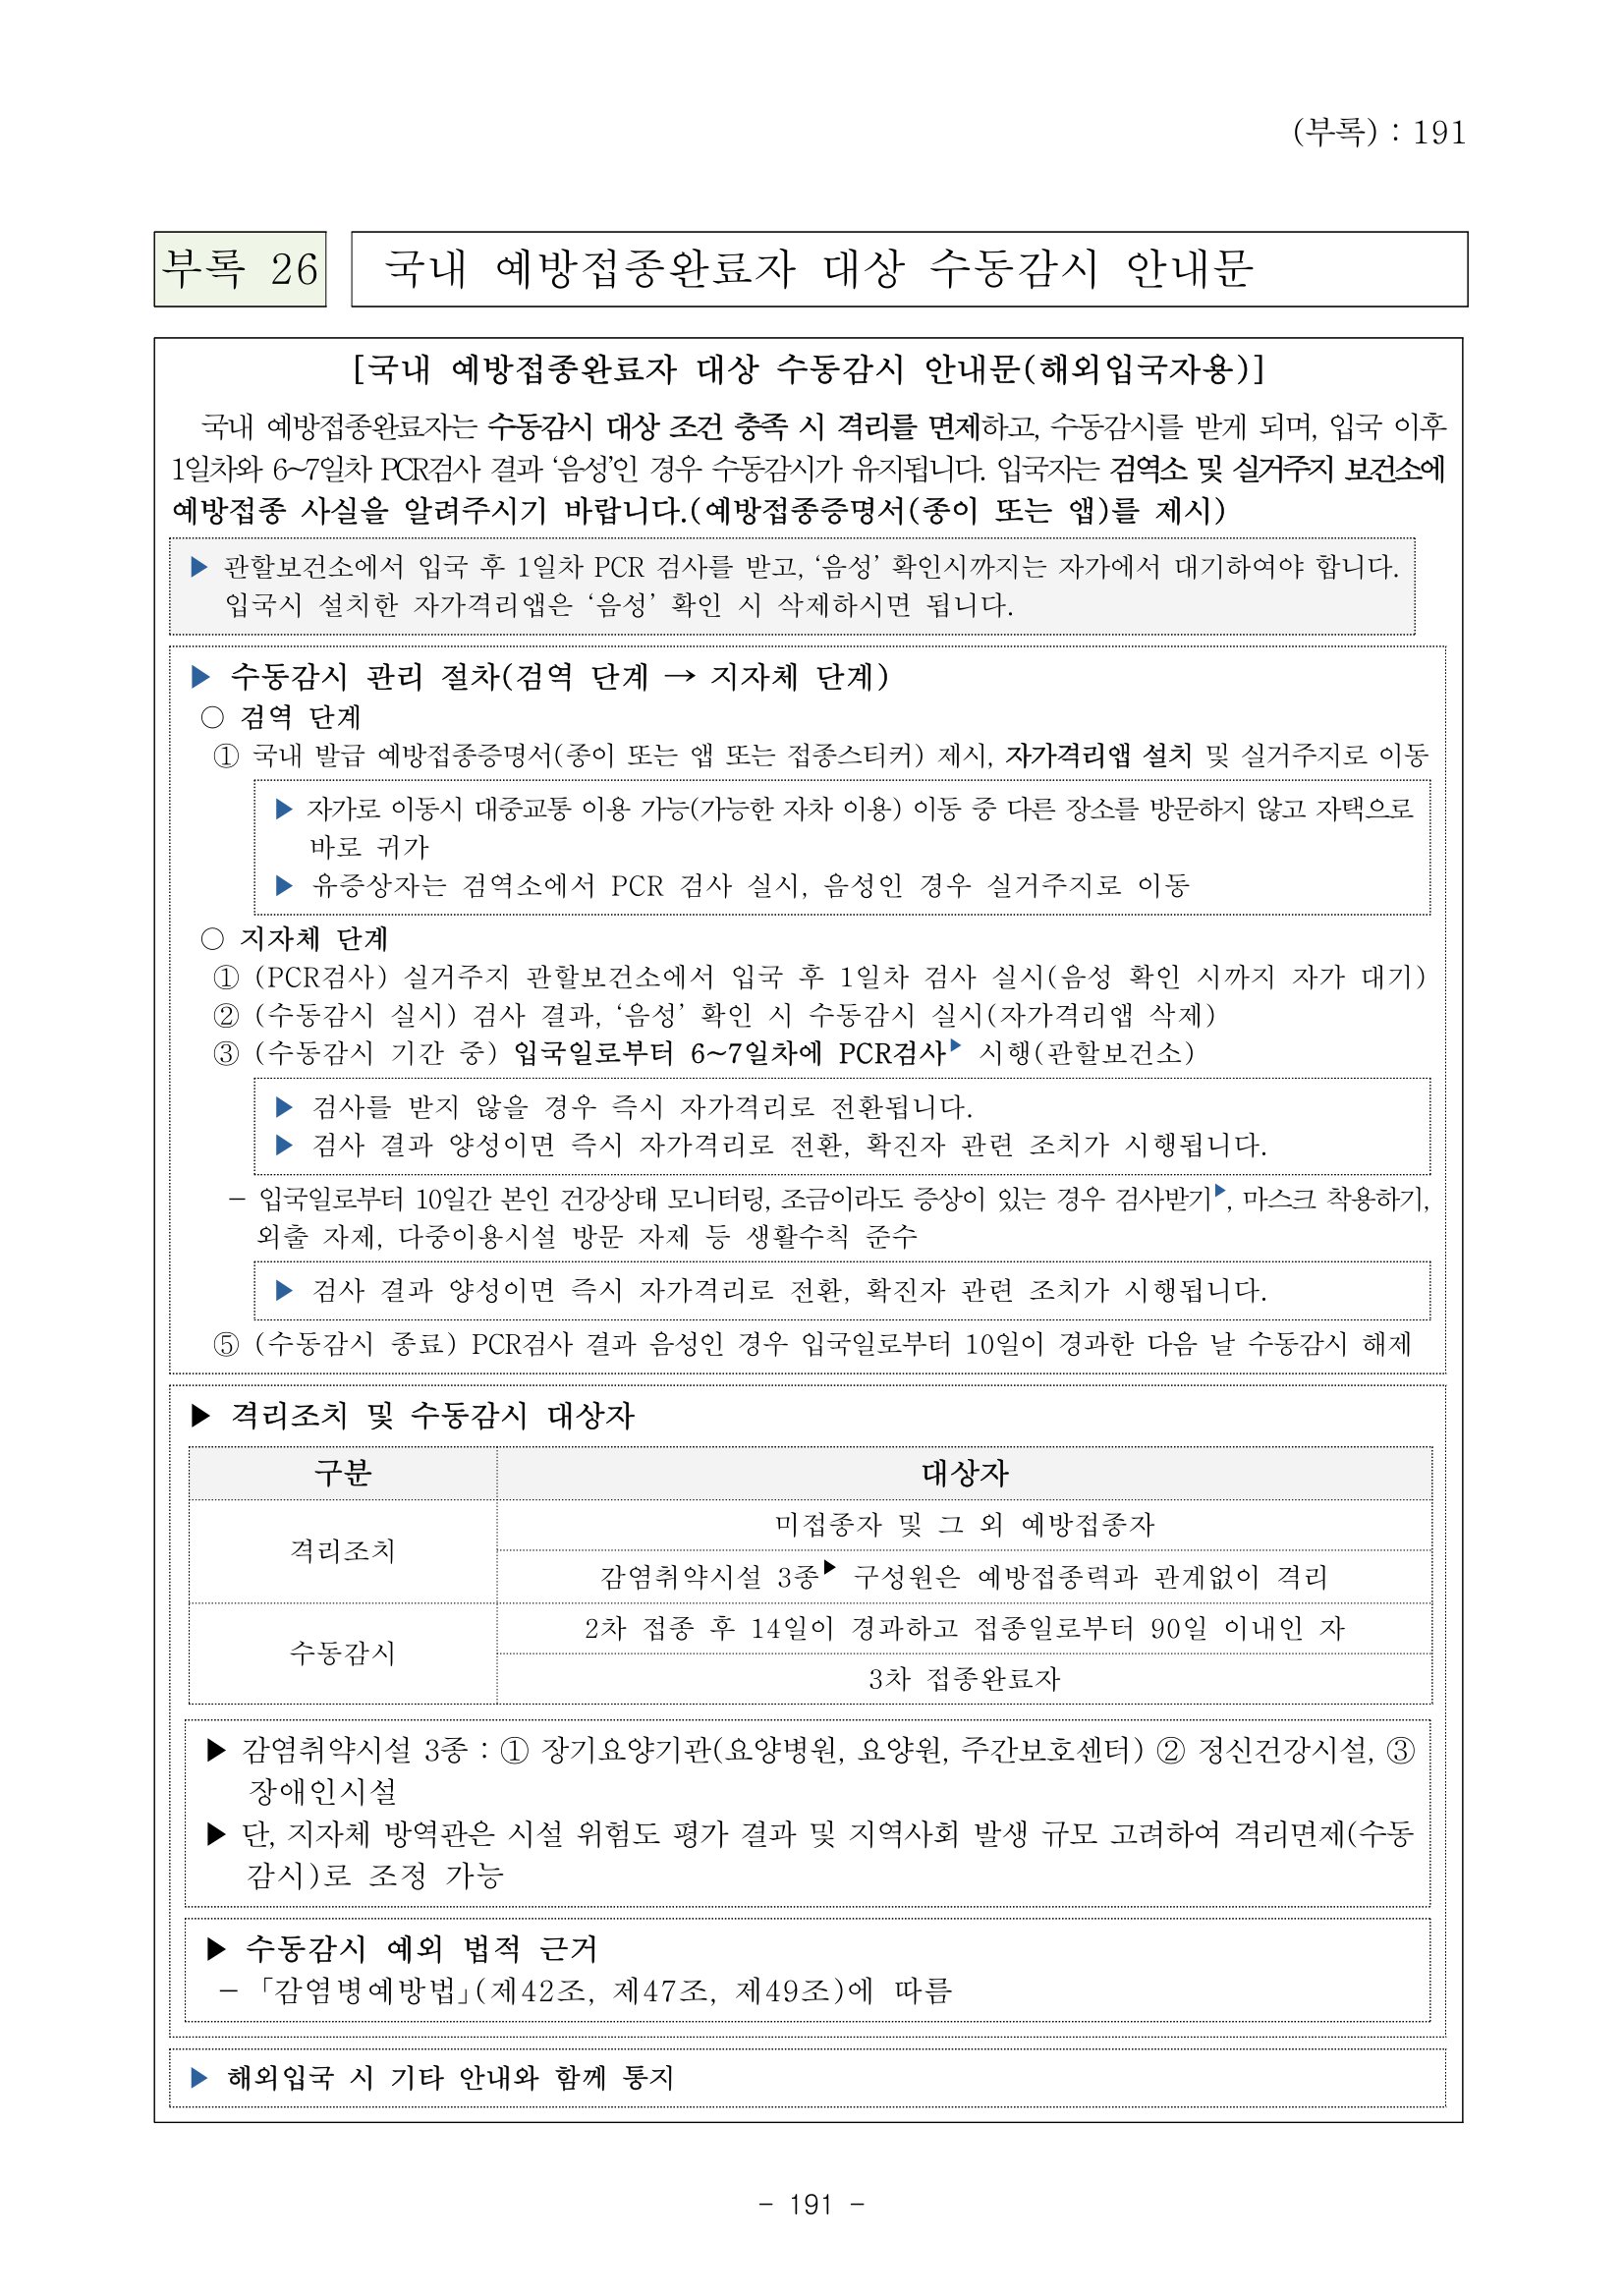 (부록) : 191
부록 26
국내 예방접종완료자 대상 수동감시 안내문
[국내 예방접종완료자 대상 수동감시 안내문(해외입국자용)]
국내 예방접종완료자는 수동감시 대상 조건 충족 시 격리를 면제하고, 수동감시를 받게 되며, 입국 이후
1일차와 6~7일차 PCR검사 결과 ‘음성’인 경우 수동감시가 유지됩니다. 입국자는 검역소 및 실거주지 보건소에
예방접종 사실을 알려주시기 바랍니다.(예방접종증명서(종이 또는 앱)를 제시)
▶ 관할보건소에서 입국 후 1일차 PCR 검사를 받고, ‘음성’ 확인시까지는 자가에서 대기하여야 합니다.
입국시 설치한 자가격리앱은 ‘음성’ 확인 시 삭제하시면 됩니다.
▶ 수동감시 관리 절차(검역 단계 → 지자체 단계)
○ 검역 단계
① 국내 발급 예방접종증명서(종이 또는 앱 또는 접종스티커) 제시, 자가격리앱 설치 및 실거주지로 이동
▶ 자가로 이동시 대중교통 이용 가능(가능한 자차 이용) 이동 중 다른 장소를 방문하지 않고 자택으로
바로 귀가
▶ 유증상자는 검역소에서 PCR 검사 실시, 음성인 경우 실거주지로 이동
○ 지자체 단계
① (PCR검사) 실거주지 관할보건소에서 입국 후 1일차 검사 실시(음성 확인 시까지 자가 대기)
② (수동감시 실시) 검사 결과, ‘음성’ 확인 시 수동감시 실시(자가격리앱 삭제)
③ (수동감시 기간 중) 입국일로부터 6~7일차에 PCR검사▶ 시행(관할보건소)
▶ 검사를 받지 않을 경우 즉시 자가격리로 전환됩니다.
▶ 검사 결과 양성이면 즉시 자가격리로 전환, 확진자 관련 조치가 시행됩니다.
- 입국일로부터 10일간 본인 건강상태 모니터링, 조금이라도 증상이 있는 경우 검사받기▶, 마스크 착용하기,
외출 자제, 다중이용시설 방문 자제 등 생활수칙 준수
▶ 검사 결과 양성이면 즉시 자가격리로 전환, 확진자 관련 조치가 시행됩니다.
⑤ (수동감시 종료) PCR검사 결과 음성인 경우 입국일로부터 10일이 경과한 다음 날 수동감시 해제
▶ 격리조치 및 수동감시 대상자
구분 대상자
격리조치
미접종자 및 그 외 예방접종자
감염취약시설 3종▶ 구성원은 예방접종력과 관계없이 격리
수동감시
2차 접종 후 14일이 경과하고 접종일로부터 90일 이내인 자
3차 접종완료자
▶ 감염취약시설 3종 : ① 장기요양기관(요양병원, 요양원, 주간보호센터) ② 정신건강시설, ③
장애인시설
▶ 단, 지자체 방역관은 시설 위험도 평가 결과 및 지역사회 발생 규모 고려하여 격리면제(수동
감시)로 조정 가능
▶ 수동감시 예외 법적 근거
- 「감염병예방법」(제42조, 제47조, 제49조)에 따름
▶ 해외입국 시 기타 안내와 함께 통지
- 191 -